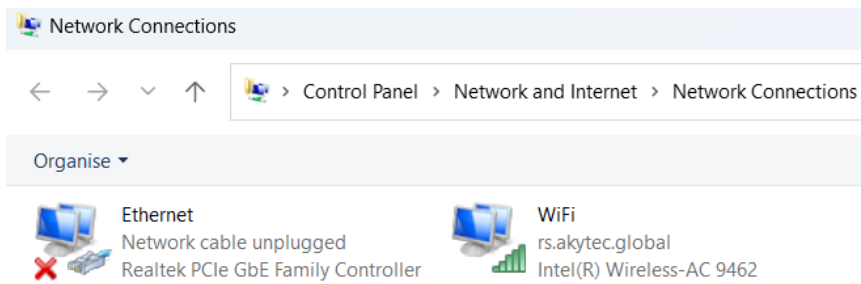 Network Connections
Control Panel > Network and Internet > Network Connections
Organise
Ethernet
Network cable unplugged
Realtek PCIe GbE Family Controller
WiFi
rs.akytec.global
Intel(R) Wireless-AC 9462